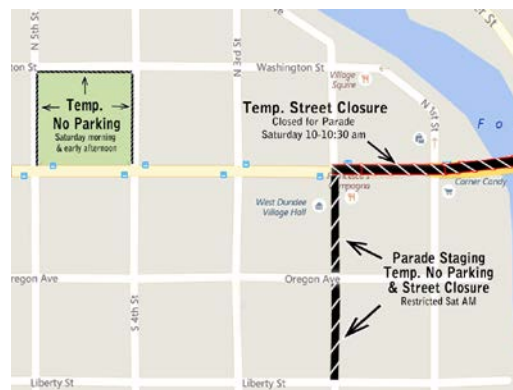 N 5th St
ton St
Temp.
No Parking
Saturday morning
& early afternoon
N 3rd St
Washington St
Village
Squire
Temp. Street Closure
Closed for Parade
Saturday 10-10:30 am
N 1st St
F o
mpagna
Corner Candy
West Dundee
Village Hall
Parade Staging
Temp. No Parking
& Street Closure
Restricted Sat AM
regon Ave
S 4th St
Oregon Ave
Liberty St
Liberty St